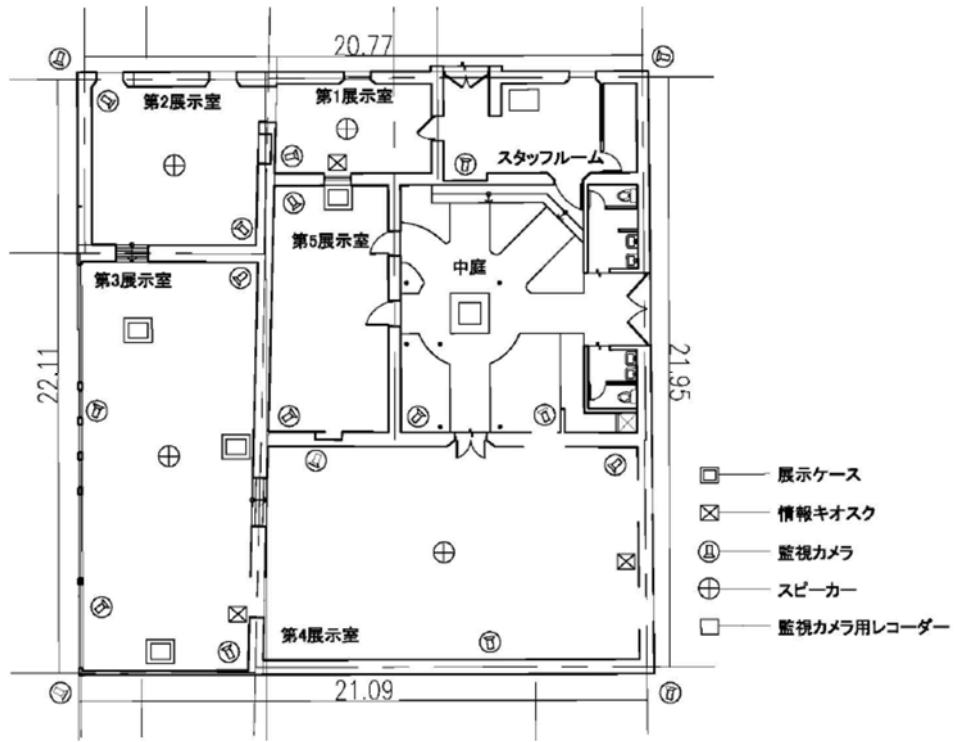 20.77
第2展示室
第1展示室
スタッフルーム
第5展示室
中庭
第3展示室
22.11
21.95
展示ケース
情報キオスク
監視カメラ
スピーカー
監視カメラ用レコーダー
第4展示室
21.09